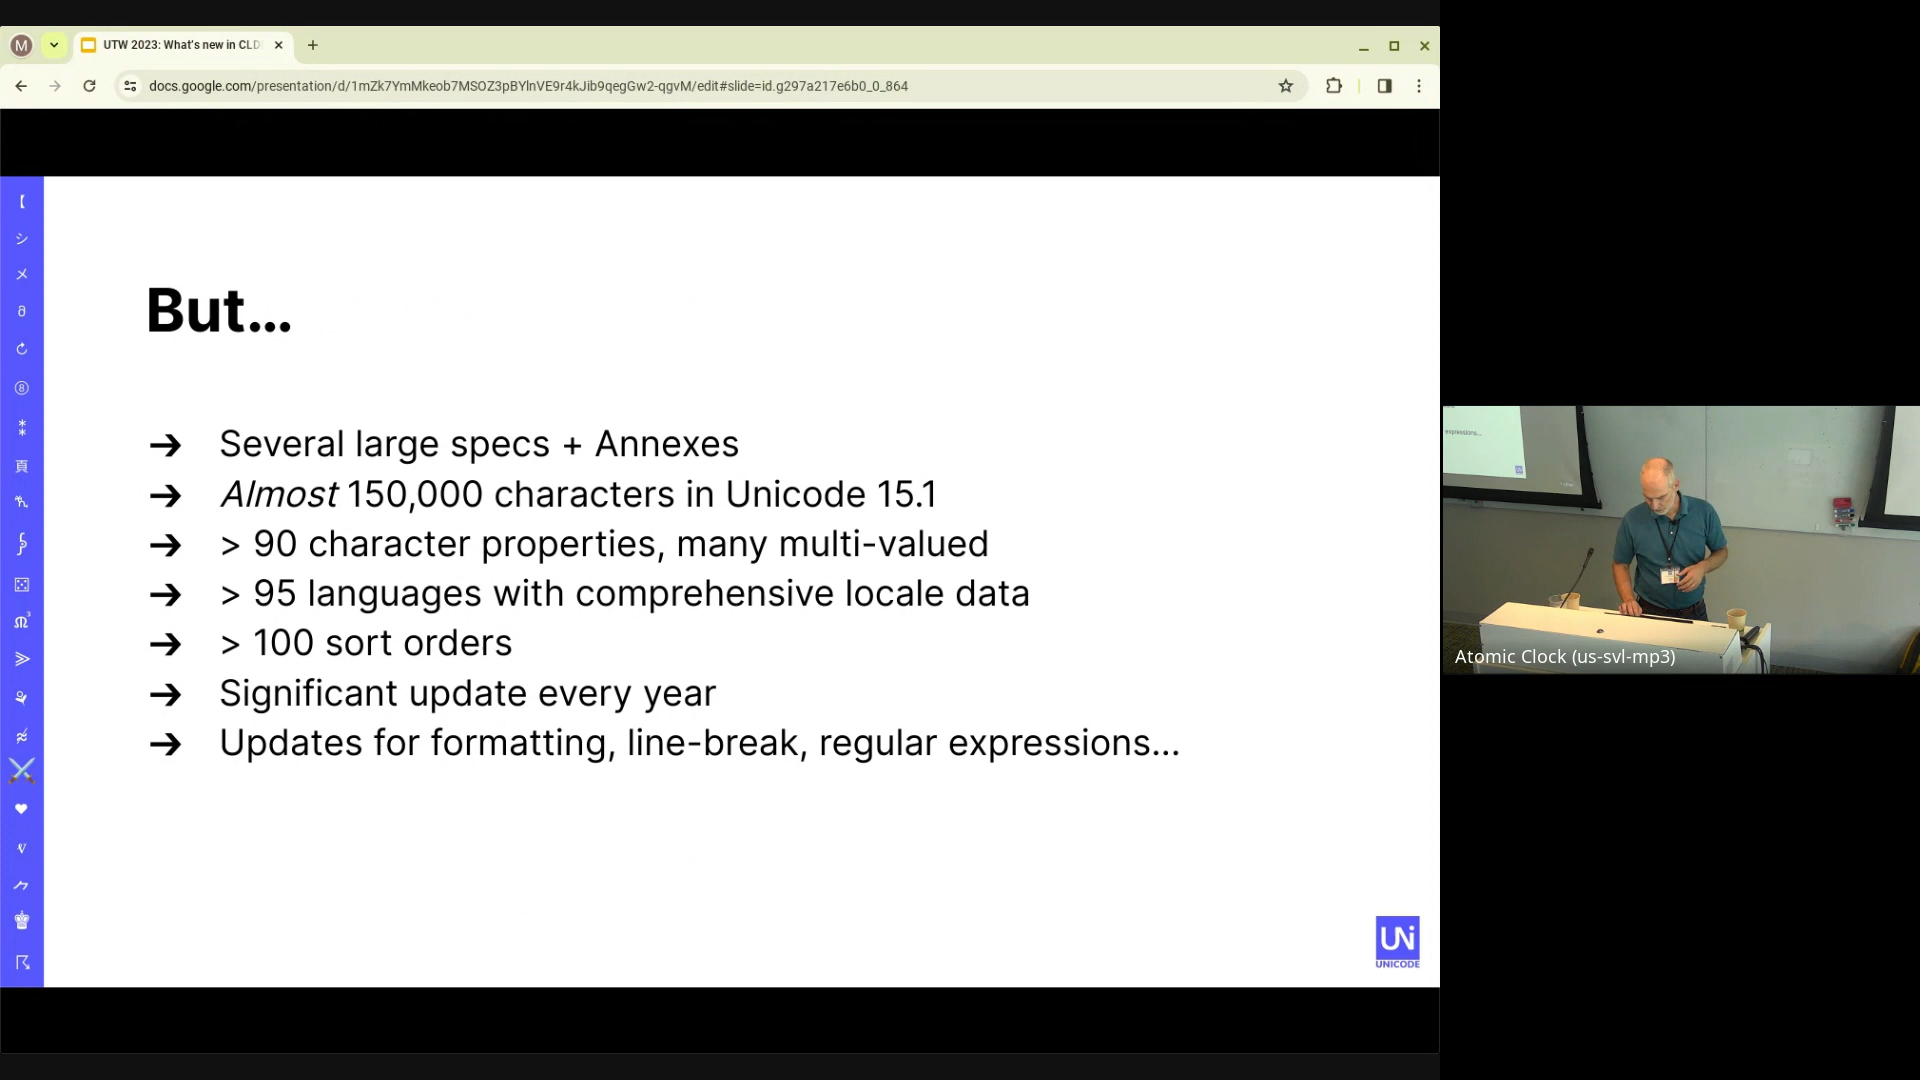 M
UTW 2023: What's new in CLD
docs.google.com/presentation/d/1mZk7YmMkeob7MSOZ3pBYlnVE9r4kJib9qegGw2-qgvM/edit#slide=id.g297a217e6b0_0_864
But...
→ Several large specs + Annexes
→ Almost 150,000 characters in Unicode 15.1
→ > 90 character properties, many multi-valued
→ > 95 languages with comprehensive locale data
→ > 100 sort orders
→ Significant update every year
→ Updates for formatting, line-break, regular expressions...
UNi
UNICODE
expressions...
Atomic Clock (us-svl-mp3)